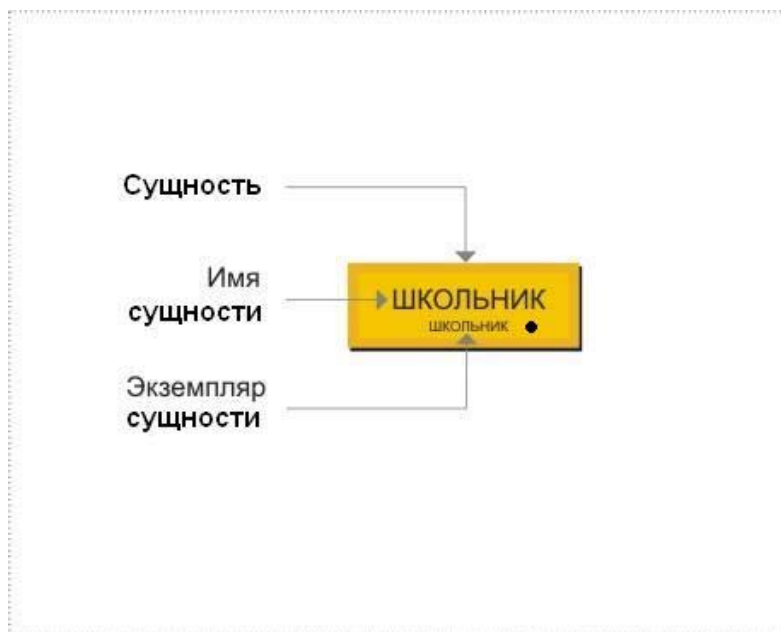 Сущность
Имя
сущности
ШКОЛЬНИК
ШКОЛЬНИК
Экземпляр
сущности